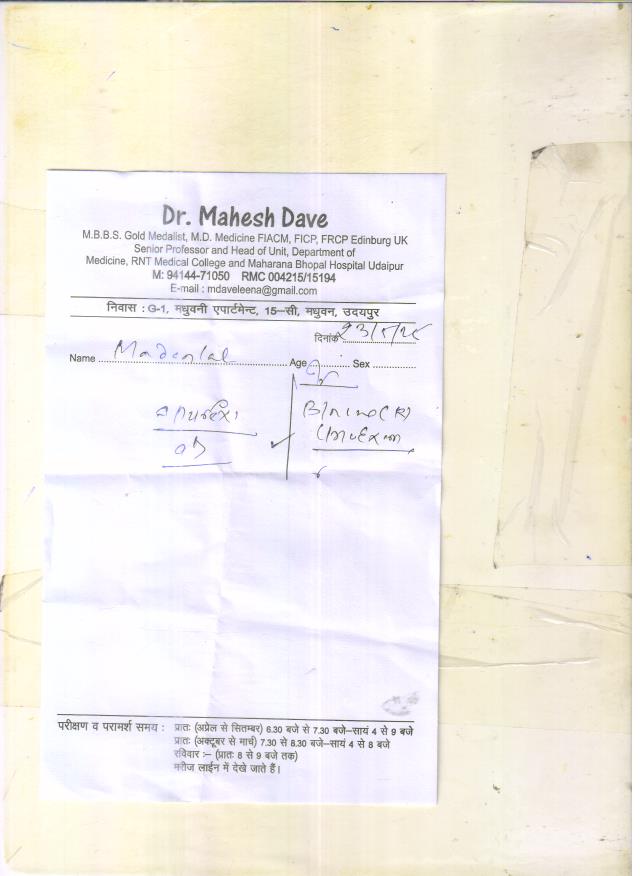 Dr. Mahesh Dave
M.B.B.S. Gold Medalist, M.D. Medicine FIACM, FICP, FRCP Edinburg UK
Senior Professor and Head of Unit, Department of
Medicine, RNT Medical College and Maharana Bhopal Hospital Udaipur
M: 94144-71050 RMC 004215/15194
E-mail : mdaveleena@gmail.com
निवास : G-1, मधुवनी एपार्टमेन्ट, 15–सी, मधुवन, उदयपुर
दिनांक
Name Madanlal Age Sex
परीक्षण व परामर्श समय : प्रातः (अप्रेल से सितम्बर) 6.30 बजे से 7.30 बजे–सायं 4 से 9 बजे
प्रातः (अक्टूबर से मार्च) 7.30 से 8.30 बजे–सायं 4 से 8 बजे
रविवार :– (प्रातः 8 से 9 बजे तक)
मरीज लाईन में देखे जाते हैं।